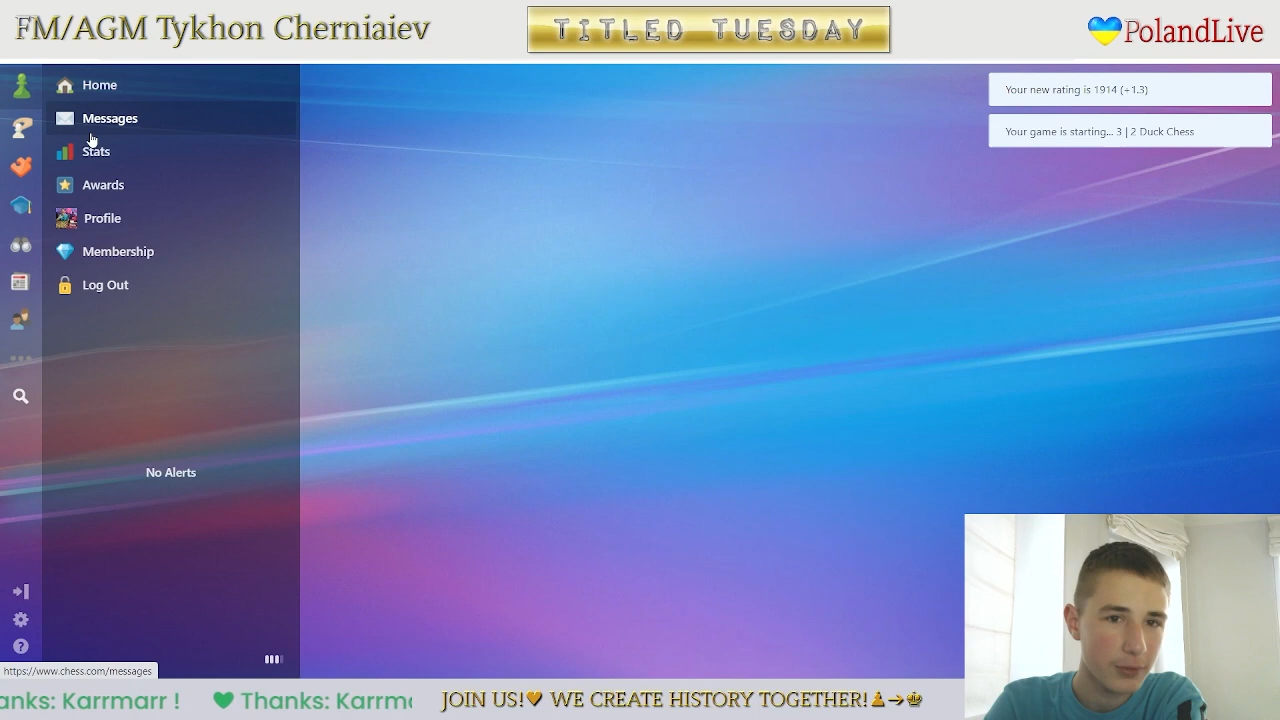 FM/AGM Tykhon Cherniaiev
TITLED TUESDAY
PolandLive
Home
Messages
Stats
Awards
Profile
Membership
Log Out
Your new rating is 1914 (+1.3)
Your game is starting... 3 | 2 Duck Chess
No Alerts
https://www.chess.com/messages
anks: Karrmarr ! 💚 Thanks: Karrm
JOIN US!🧡 WE CREATE HISTORY TOGETHER!♟→♚